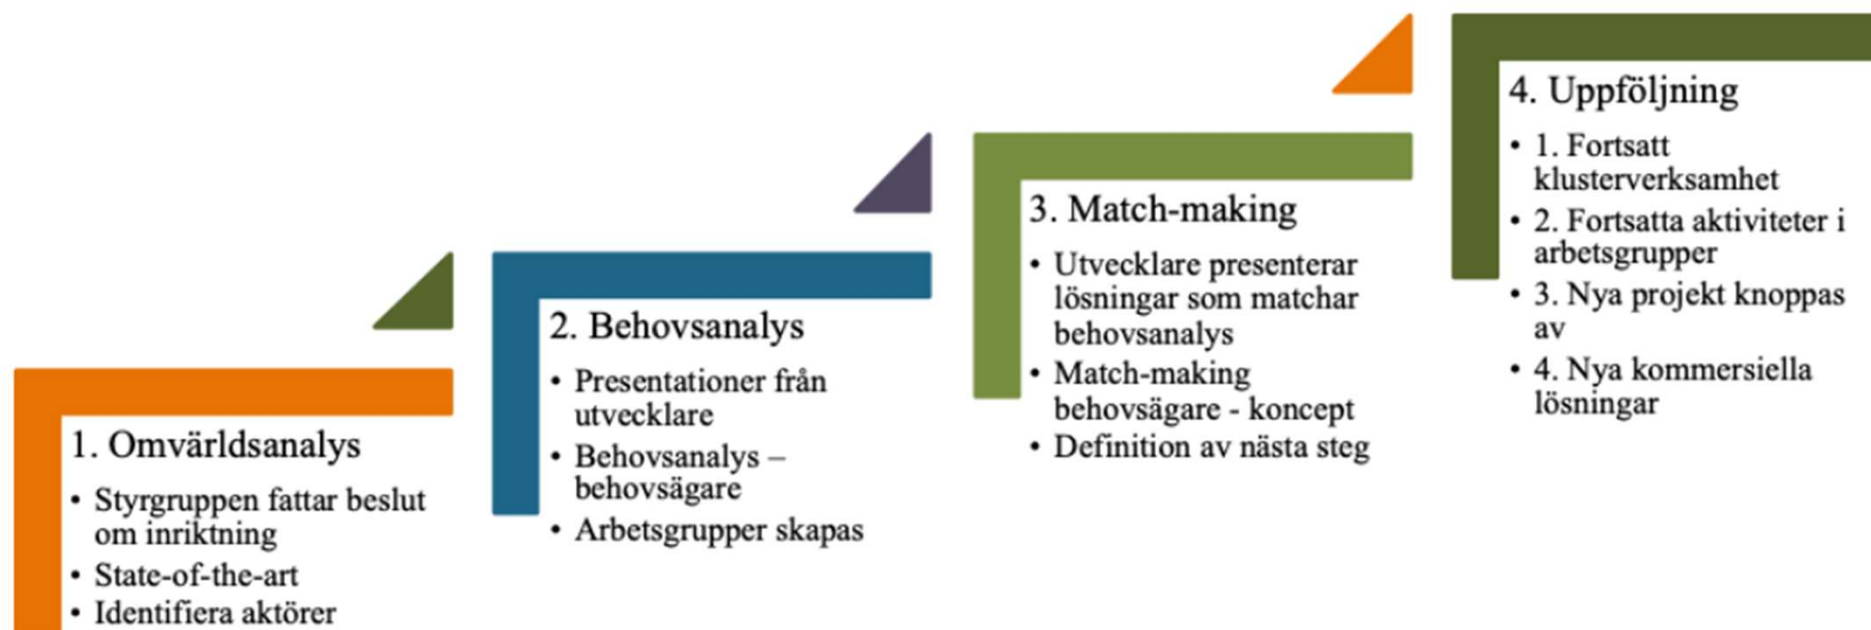 1. Omvärldsanalys
• Styrgruppen fattar beslut
om inriktning
• State-of-the-art
• Identifiera aktörer
2. Behovsanalys
• Presentationer från
utvecklare
• Behovsanalys –
behovsägare
• Arbetsgrupper skapas
3. Match-making
• Utvecklare presenterar
lösningar som matchar
behovsanalys
• Match-making
behovsägare - koncept
• Definition av nästa steg
4. Uppföljning
• 1. Fortsatt
klusterverksamhet
• 2. Fortsatta aktiviteter i
arbetsgrupper
• 3. Nya projekt knoppas
av
• 4. Nya kommersiella
lösningar